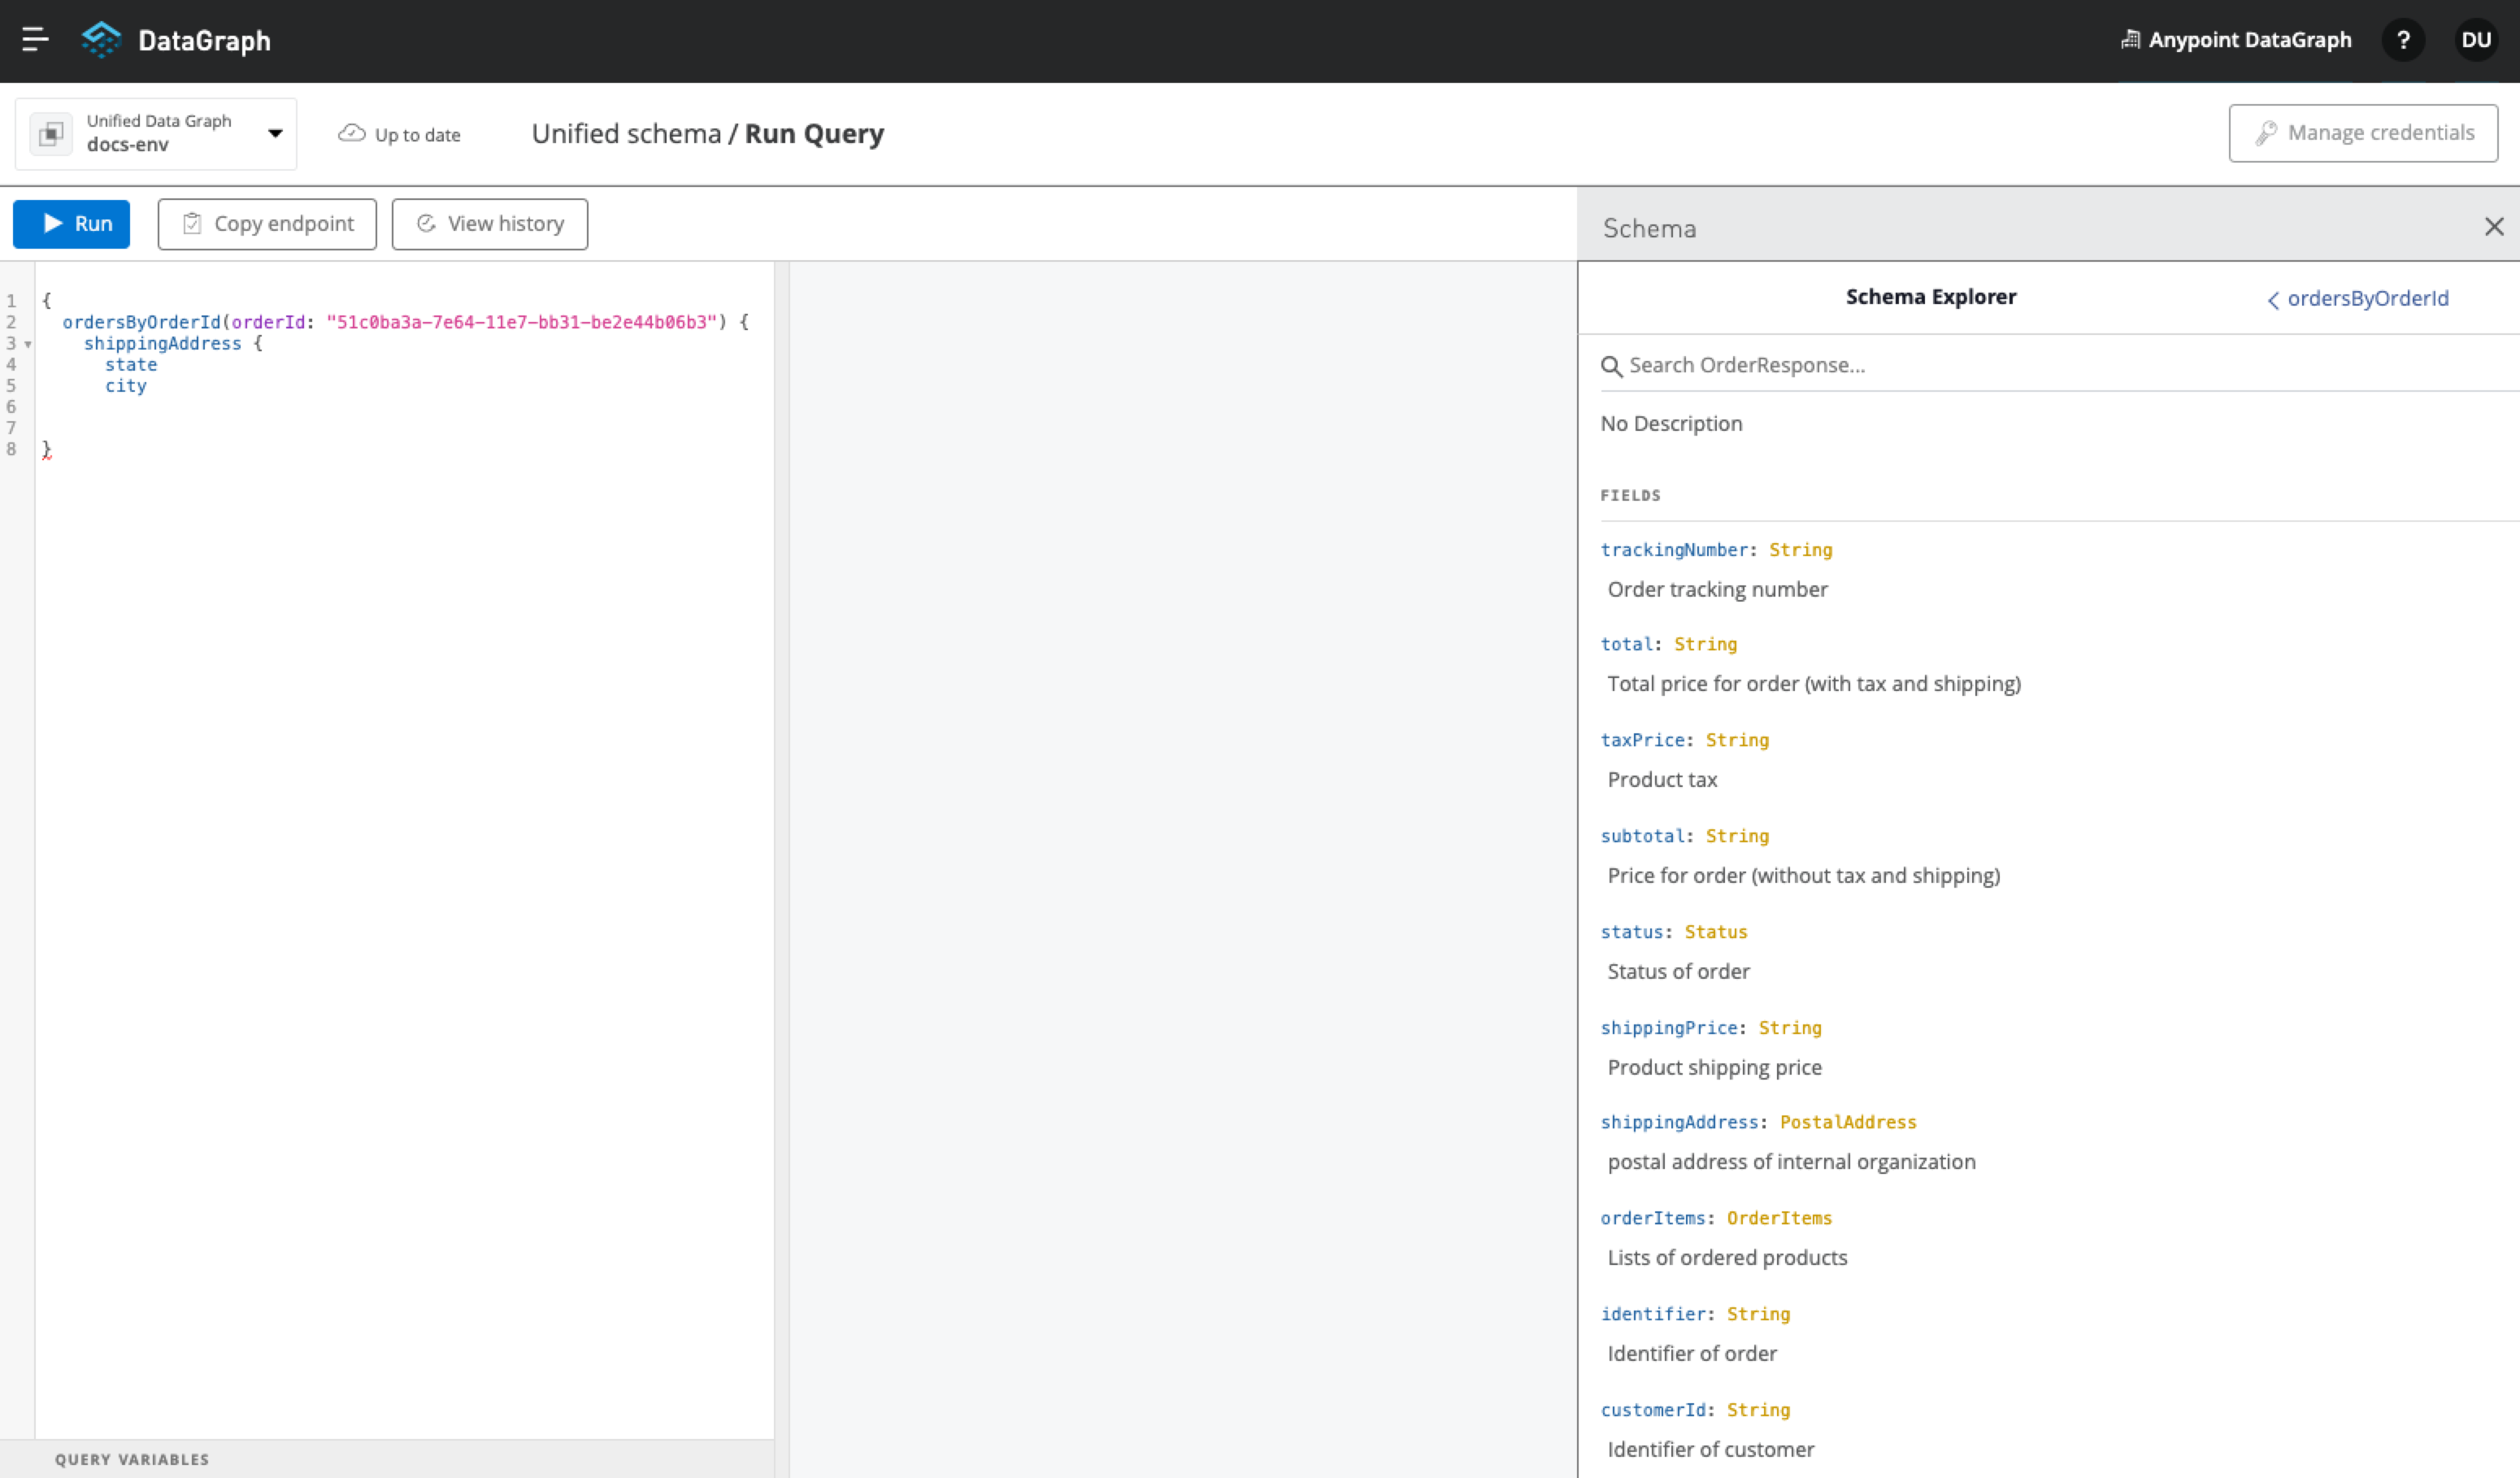 DataGraph
Anypoint DataGraph
?
DU
Unified Data Graph
docs-env
Up to date
Unified schema / Run Query
Manage credentials
Run
Copy endpoint
View history
Schema
1 {
2 ordersByOrderId(orderId: "51c0ba3a-7e64-11e7-bb31-be2e44b06b3") {
3 shippingAddress {
4 state
5 city
6
7
8 }
QUERY VARIABLES
Schema Explorer
ordersByOrderId
Search OrderResponse...
No Description
FIELDS
trackingNumber: String
Order tracking number
total: String
Total price for order (with tax and shipping)
taxPrice: String
Product tax
subtotal: String
Price for order (without tax and shipping)
status: Status
Status of order
shippingPrice: String
Product shipping price
shippingAddress: PostalAddress
postal address of internal organization
orderItems: OrderItems
Lists of ordered products
identifier: String
Identifier of order
customerId: String
Identifier of customer